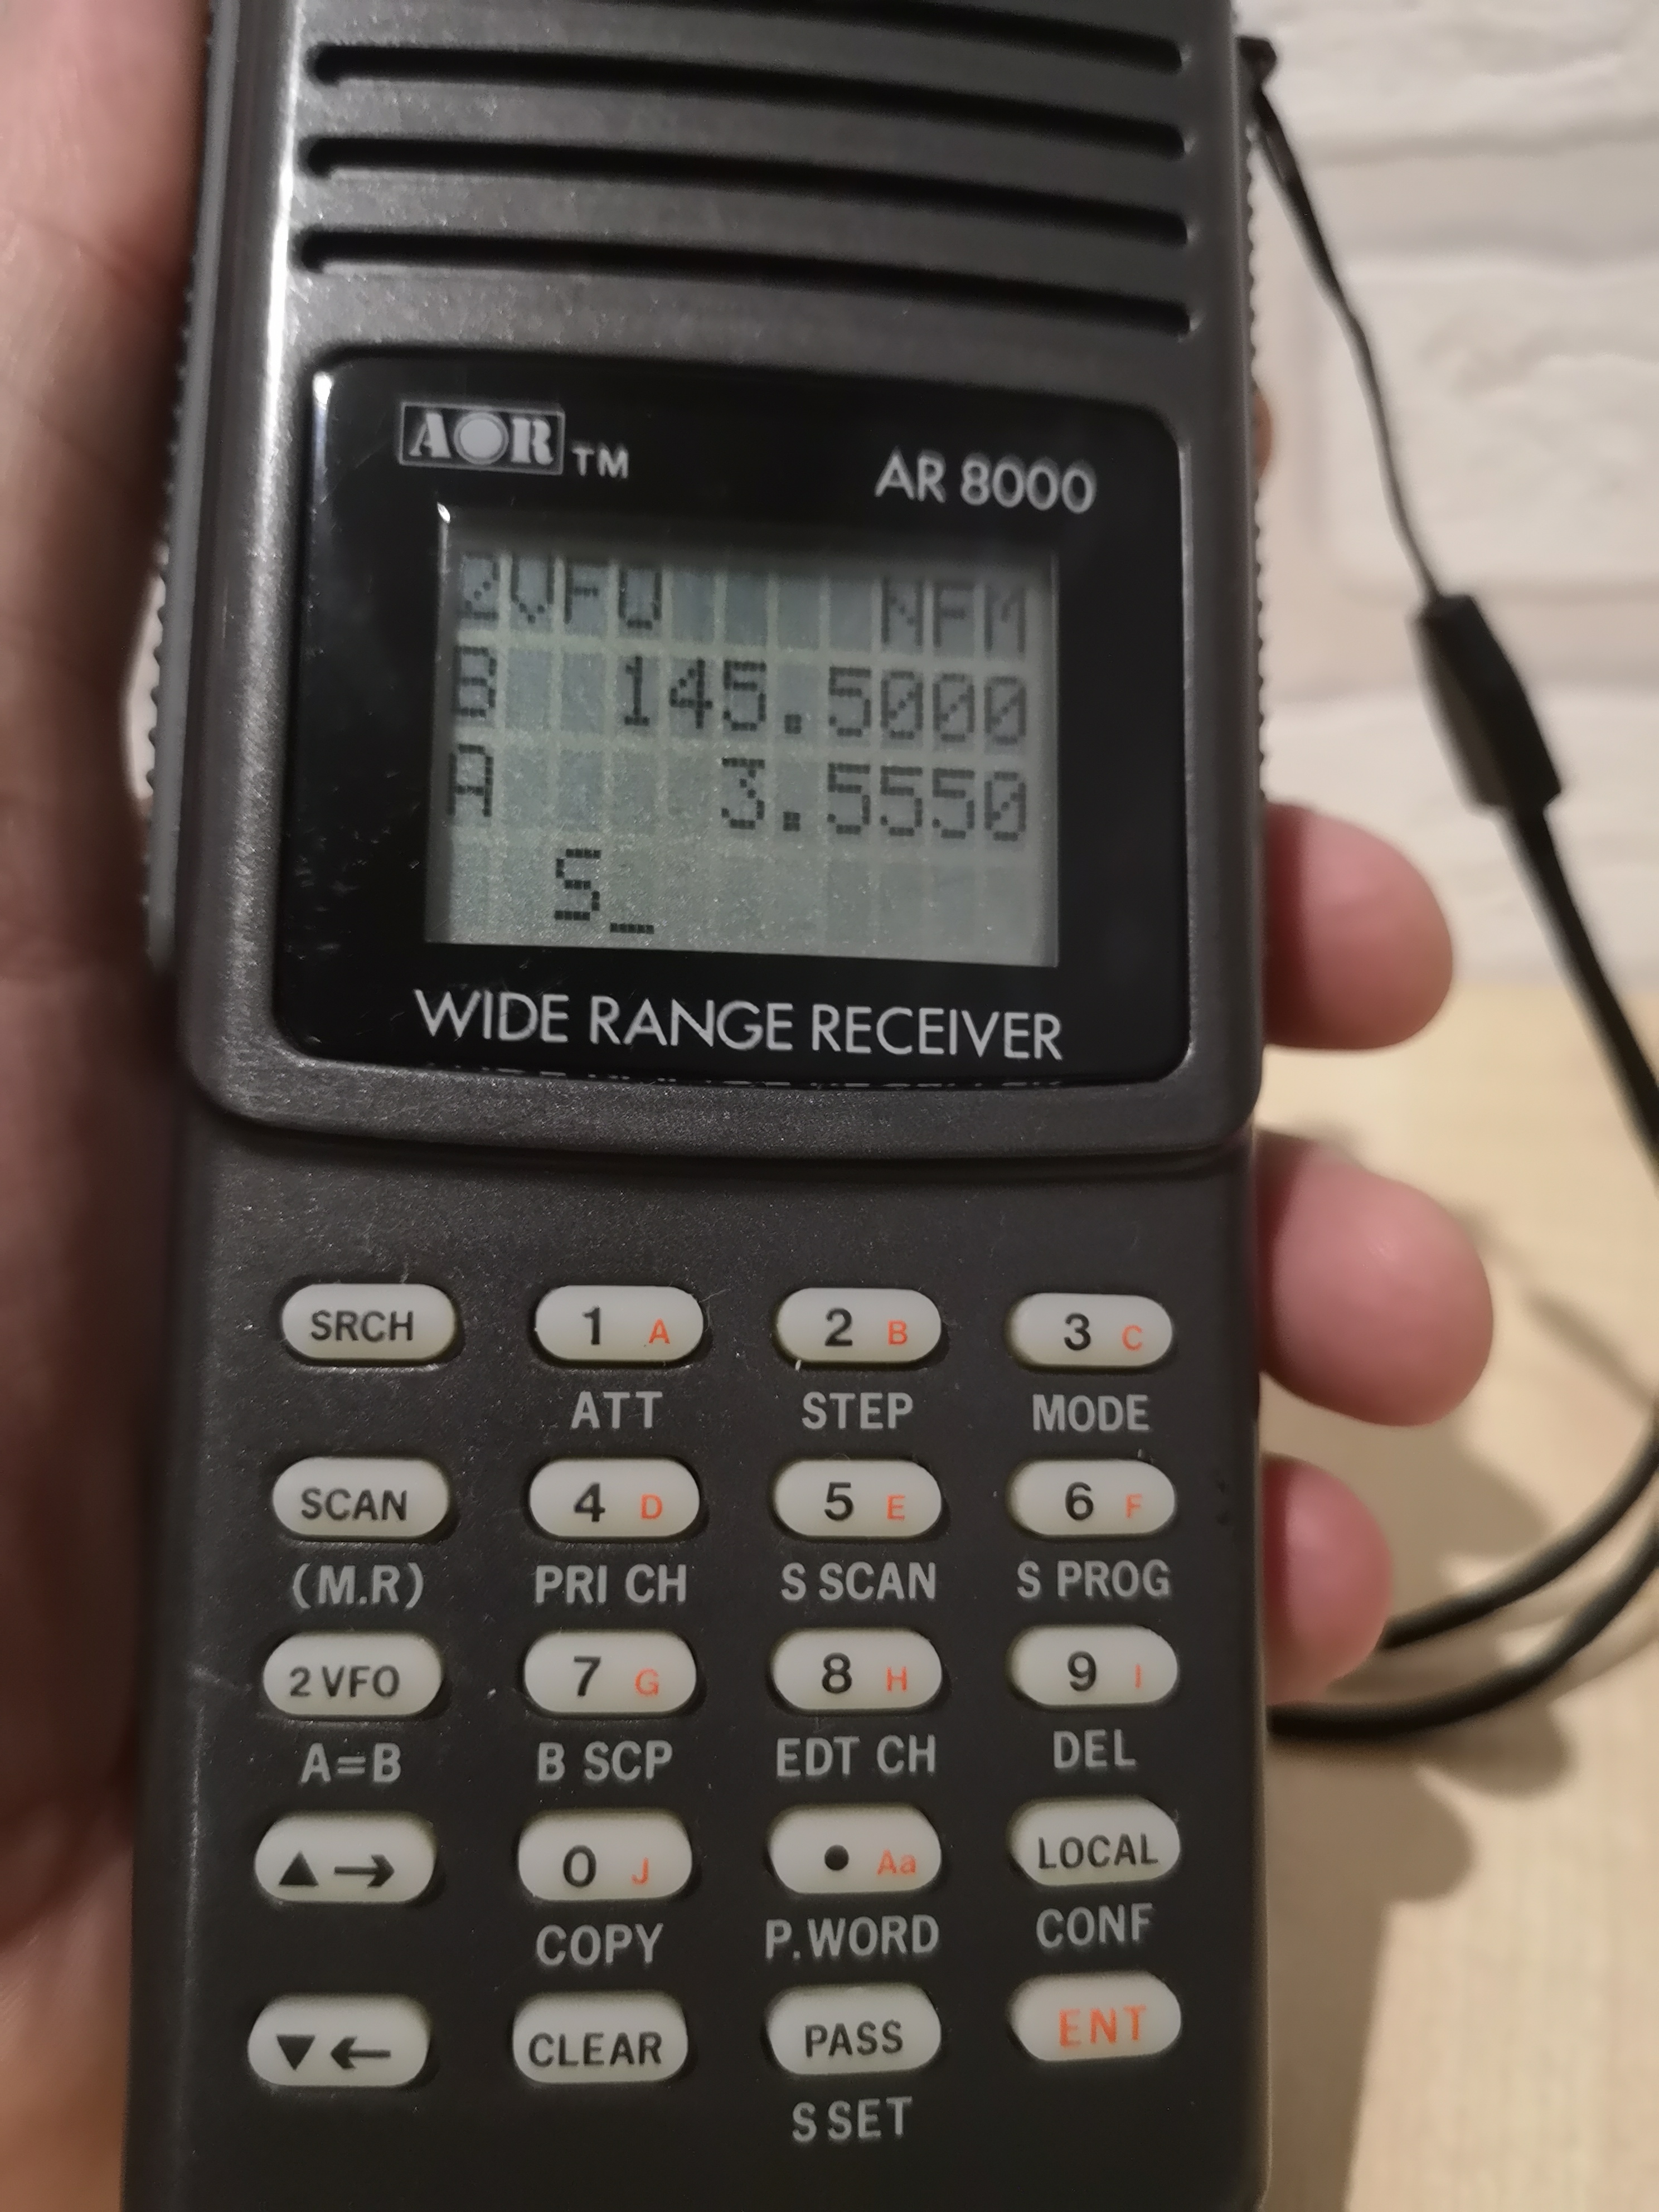 AOR TM AR 8000
2VFO NFM
B 145.5000
A 3.5550
S_
WIDE RANGE RECEIVER
SRCH 1 A 2 B 3 C
ATT STEP MODE
SCAN 4 D 5 E 6 F
(M.R) PRI CH S SCAN S PROG
2 VFO 7 G 8 H 9 I
A=B B SCP EDT CH DEL
▲→ 0 J • Aa LOCAL
COPY P.WORD CONF
▼← CLEAR PASS ENT
S SET